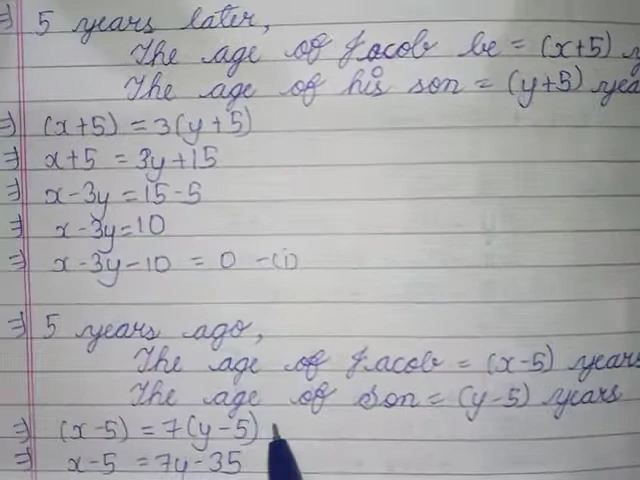 ⇒ 5 years later,
The age of Jacob be = (x+5) y
The age of his son = (y+5) yea
⇒ (x+5) = 3(y+5)
⇒ x+5 = 3y+15
⇒ x-3y = 15-5
⇒ x-3y=10
⇒ x-3y-10 = 0 -(i)
⇒ 5 years ago,
The age of Jacob = (x-5) years
The age of Son = (y-5) years
⇒ (x-5) = 7(y-5)
⇒ x-5 = 7y-35